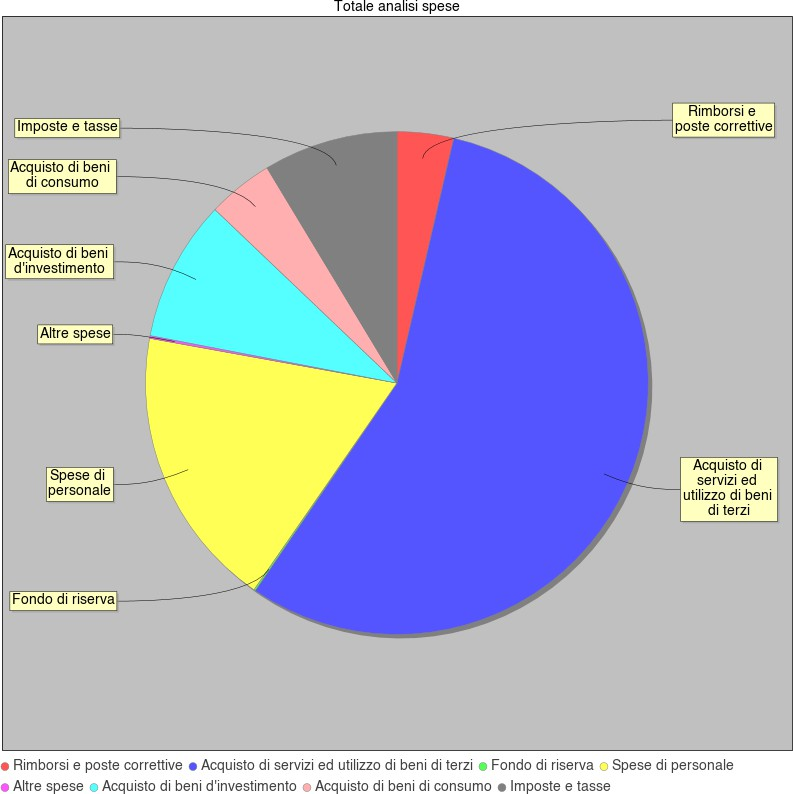 Totale analisi spese
Rimborsi e
poste correttive
Imposte e tasse
Acquisto di beni
di consumo
Acquisto di beni
d'investimento
Altre spese
Spese di
personale
Acquisto di
servizi ed
utilizzo di beni
di terzi
Fondo di riserva
Rimborsi e poste correttive Acquisto di servizi ed utilizzo di beni di terzi Fondo di riserva Spese di personale
Altre spese Acquisto di beni d'investimento Acquisto di beni di consumo Imposte e tasse